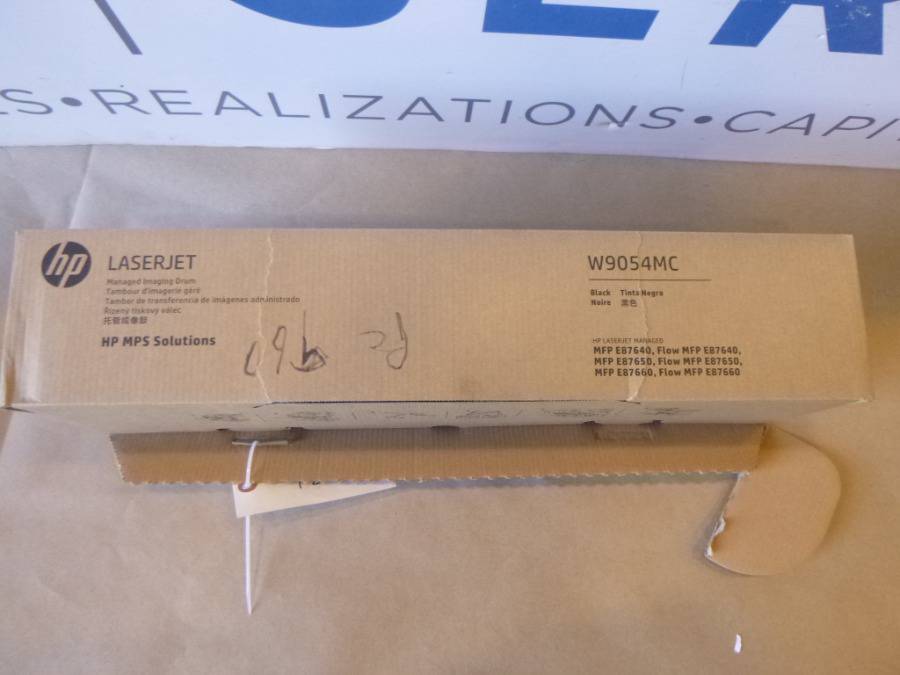 S•REALIZATIONS•CAPI
hp
LASERJET
Managed Imaging Drum
Tambour d'imagerie géré
Tambor de transferencia de imágenes administrado
Řízený tiskový válec
托管成像鼓
HP MPS Solutions
W9054MC
Black Tinta Negra
Noire 黑色
HP LASERJET MANAGED
MFP E87640, Flow MFP E87640,
MFP E87650, Flow MFP E87650,
MFP E87660, Flow MFP E87660